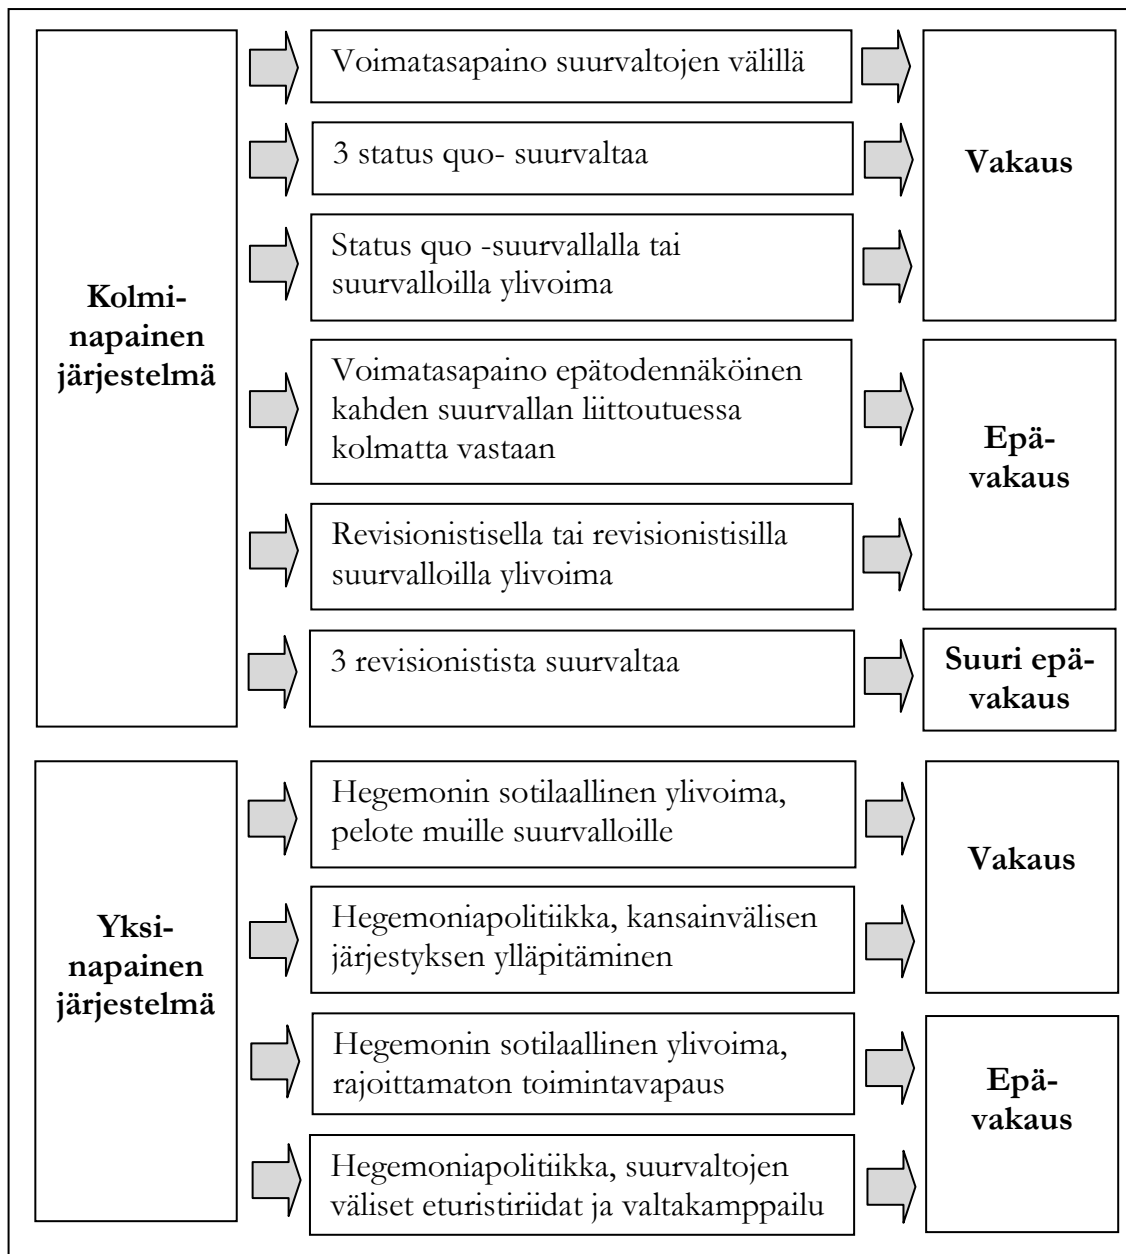 Kolmi-
napainen
järjestelmä
Voimatasapaino suurvaltojen välillä
3 status quo- suurvaltaa
Status quo -suurvallalla tai
suurvalloilla ylivoima
Vakaus
Voimatasapaino epätodennäköinen
kahden suurvallan liittoutuessa
kolmatta vastaan
Revisionistisella tai revisionistisilla
suurvalloilla ylivoima
Epä-
vakaus
3 revisionistista suurvaltaa
Suuri epä-
vakaus
Yksi-
napainen
järjestelmä
Hegemonin sotilaallinen ylivoima,
pelote muille suurvalloille
Hegemoniapolitiikka, kansainvälisen
järjestyksen ylläpitäminen
Vakaus
Hegemonin sotilaallinen ylivoima,
rajoittamaton toimintavapaus
Hegemoniapolitiikka, suurvaltojen
väliset eturistiriidat ja valtakamppailu
Epä-
vakaus